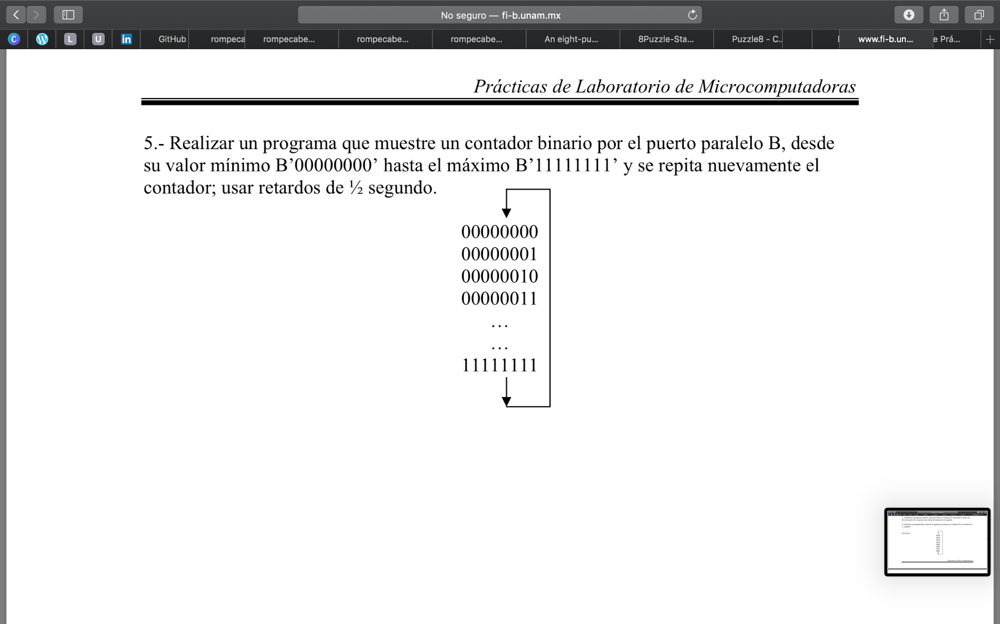 No seguro — fi-b.unam.mx
C
L
U
in
GitHub
rompeca
rompecabe...
rompecabe...
rompecabe...
An eight-pu...
8Puzzle-Sta...
Puzzle8 - C..
www.fi-b.un...
e Prá...
Prácticas de Laboratorio de Microcomputadoras
5.- Realizar un programa que muestre un contador binario por el puerto paralelo B, desde
su valor mínimo B’00000000’ hasta el máximo B’11111111’ y se repita nuevamente el
contador; usar retardos de ½ segundo.
00000000
00000001
00000010
00000011
…
…
11111111